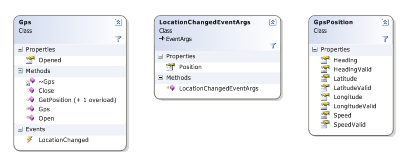 Gps
Class
Properties
Opened
Methods
~Gps
Close
GetPosition (+ 1 overload)
Gps
Open
Events
LocationChanged
LocationChangedEventArgs
Class
EventArgs
Properties
Position
Methods
LocationChangedEventArgs
GpsPosition
Class
Properties
Heading
HeadingValid
Latitude
LatitudeValid
Longitude
LongitudeValid
Speed
SpeedValid